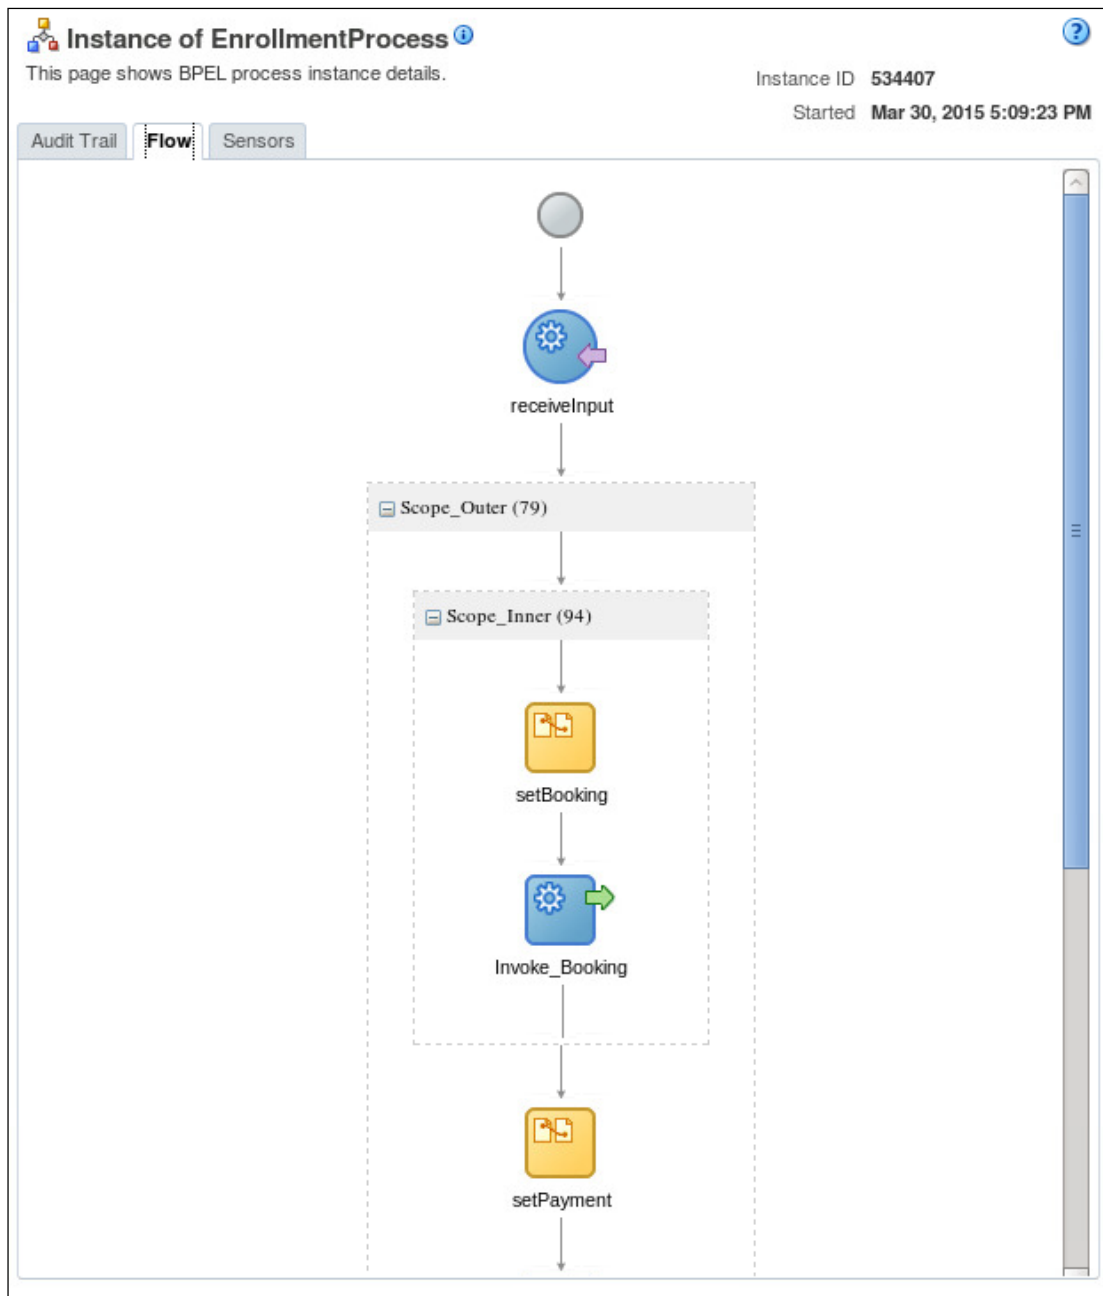 Instance of EnrollmentProcess
This page shows BPEL process instance details.
Instance ID 534407
Started Mar 30, 2015 5:09:23 PM
Audit Trail Flow Sensors
receiveInput
Scope_Outer (79)
Scope_Inner (94)
setBooking
Invoke_Booking
setPayment